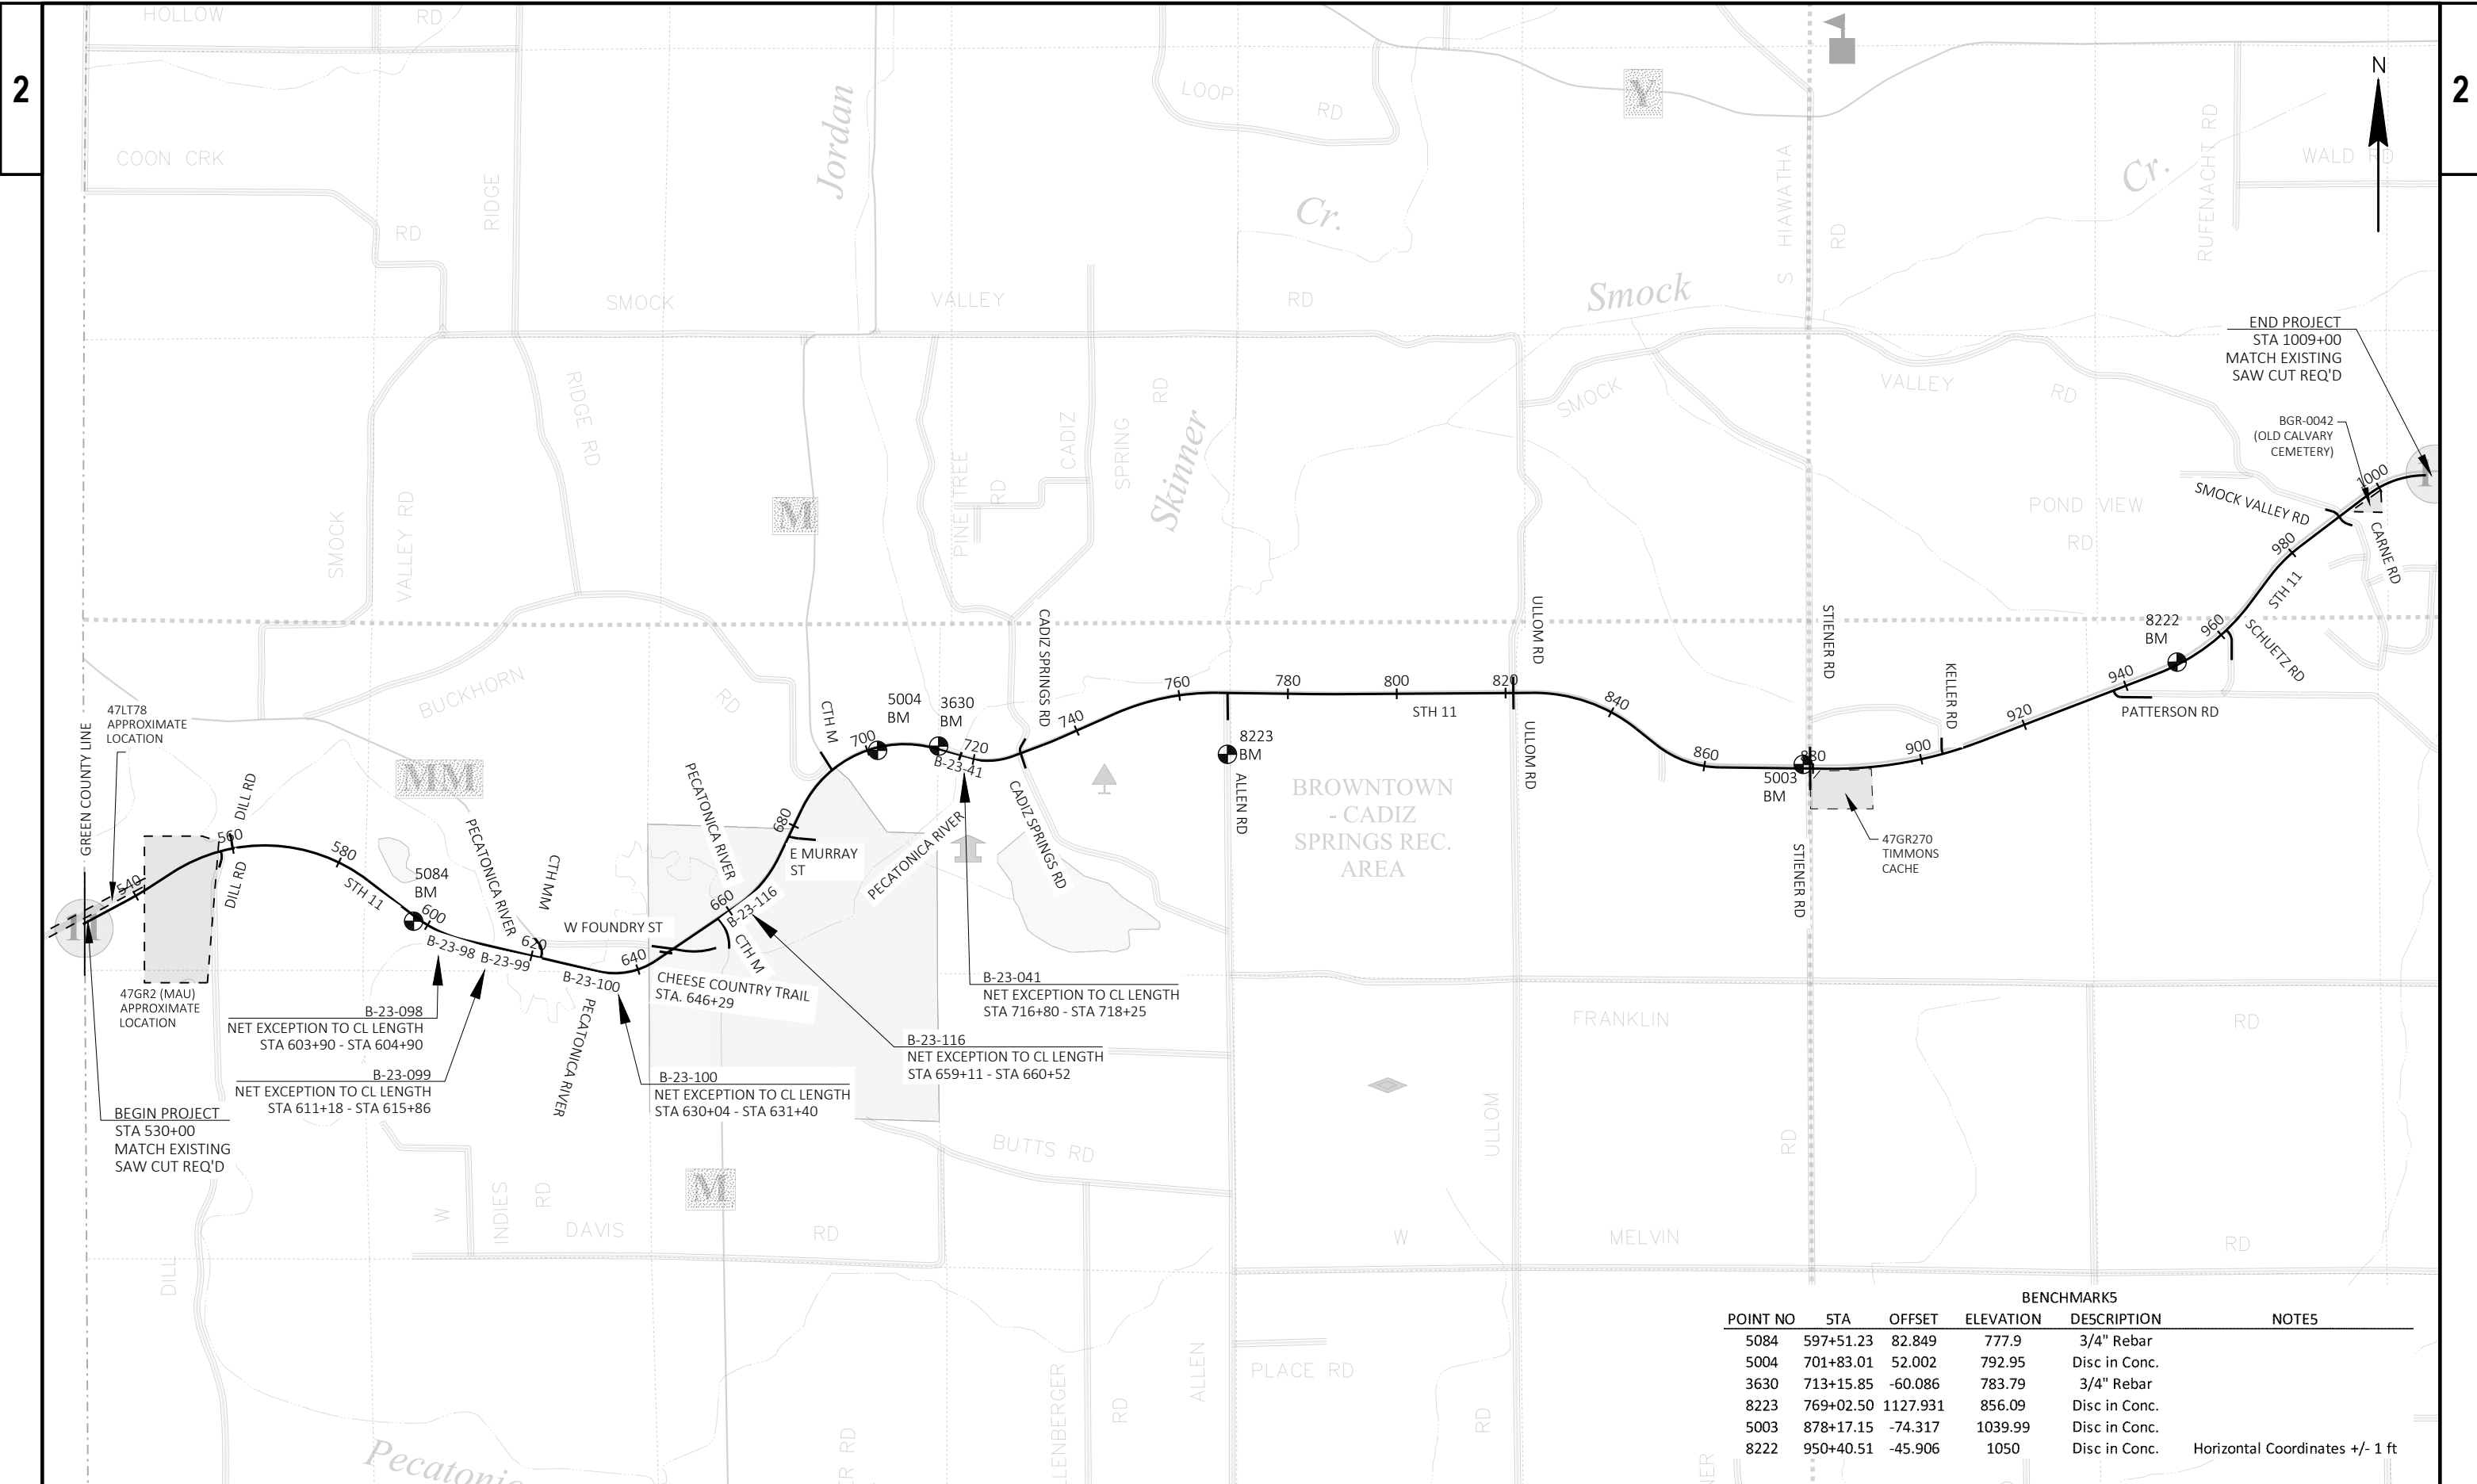 2
2
HOLLOW
RD
COON CRK
RD
RIDGE
Jordan
LOOP
RD
Cr.
Y
S HIAWATHA
RD
Cr.
RUFENACHT RD
WALD RD
N
SMOCK
VALLEY
RD
Smock
END PROJECT
STA 1009+00
MATCH EXISTING
SAW CUT REQ'D
RIDGE RD
SMOCK
VALLEY
RD
BGR-0042
(OLD CALVARY
CEMETERY)
CADIZ
SPRING
RD
Skinner
PINE TREE
RD
SMOCK
VALLEY RD
M
POND VIEW
RD
SMOCK VALLEY RD
1000
CARNE RD
980
STH 11
960
SCHUETZ RD
8222
BM
940
PATTERSON RD
920
KELLER RD
900
STIENER RD
880
5003
BM
STIENER RD
47GR270
TIMMONS
CACHE
860
840
ULLOM RD
820
ULLOM RD
800
STH 11
780
760
8223
BM
ALLEN RD
BROWNTOWN
- CADIZ
SPRINGS REC.
AREA
CADIZ SPRINGS RD
740
720
B-23-41
CADIZ SPRINGS RD
3630
BM
5004
BM
700
CTH M
BUCKHORN
RD
PECATONICA RIVER
680
E MURRAY
ST
PECATONICA RIVER
660
B-23-116
CTH M
W FOUNDRY ST
CHEESE COUNTRY TRAIL
STA. 646+29
640
B-23-100
PECATONICA RIVER
CTH MM
620
PECATONICA RIVER
MM
B-23-99
B-23-98
600
5084
BM
580
STH 11
560
DILL RD
DILL RD
540
47LT78
APPROXIMATE
LOCATION
GREEN COUNTY LINE
11
47GR2 (MAU)
APPROXIMATE
LOCATION
B-23-098
NET EXCEPTION TO CL LENGTH
STA 603+90 - STA 604+90
B-23-099
NET EXCEPTION TO CL LENGTH
STA 611+18 - STA 615+86
BEGIN PROJECT
STA 530+00
MATCH EXISTING
SAW CUT REQ'D
B-23-100
NET EXCEPTION TO CL LENGTH
STA 630+04 - STA 631+40
B-23-116
NET EXCEPTION TO CL LENGTH
STA 659+11 - STA 660+52
B-23-041
NET EXCEPTION TO CL LENGTH
STA 716+80 - STA 718+25
FRANKLIN
RD
ULLOM
RD
BUTTS RD
M
W
INDIES
RD
DAVIS
RD
DILL
W
MELVIN
RD
RD
ALLEN
RD
PLACE RD
BENCHMARK5
POINT NO 5TA OFFSET ELEVATION DE5CRIPTION NOTE5
5084 597+51.23 82.849 777.9 3/4" Rebar
5004 701+83.01 52.002 792.95 Disc in Conc.
3630 713+15.85 -60.086 783.79 3/4" Rebar
8223 769+02.50 1127.931 856.09 Disc in Conc.
5003 878+17.15 -74.317 1039.99 Disc in Conc.
8222 950+40.51 -45.906 1050 Disc in Conc. Horizontal Coordinates +/- 1 ft